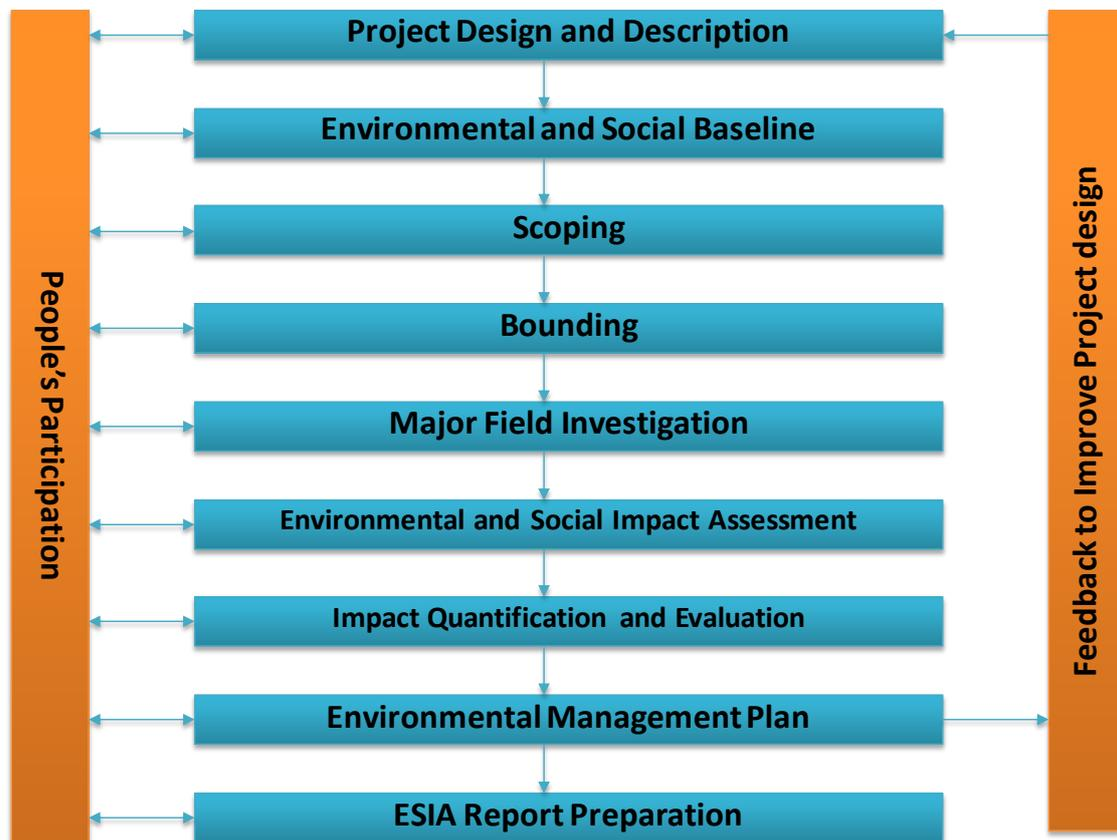 Project Design and Description
Environmental and Social Baseline
Scoping
Bounding
Major Field Investigation
Environmental and Social Impact Assessment
Impact Quantification and Evaluation
Environmental Management Plan
ESIA Report Preparation
People's Participation
Feedback to Improve Project design